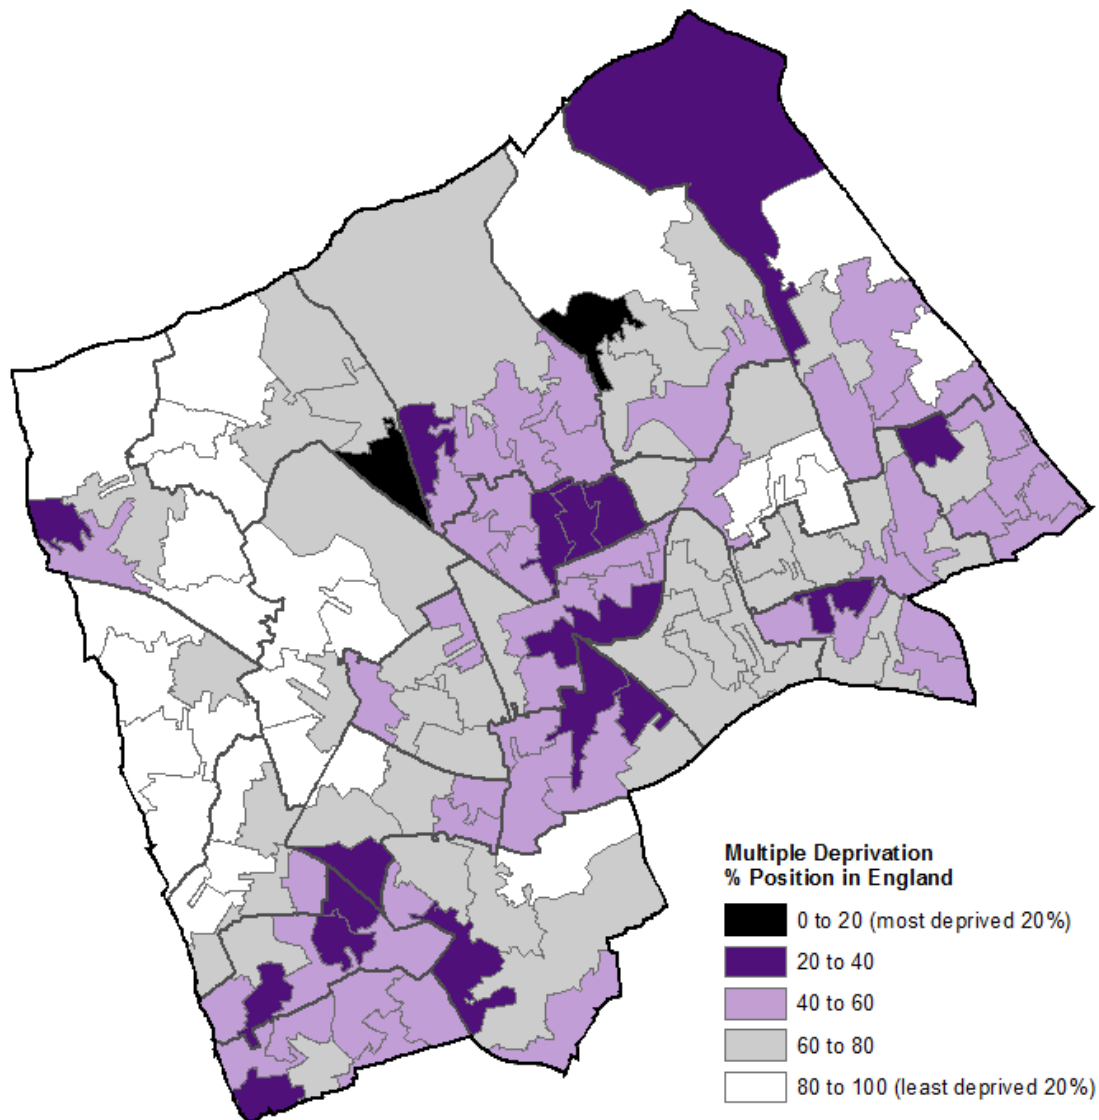 Multiple Deprivation
% Position in England
0 to 20 (most deprived 20%)
20 to 40
40 to 60
60 to 80
80 to 100 (least deprived 20%)